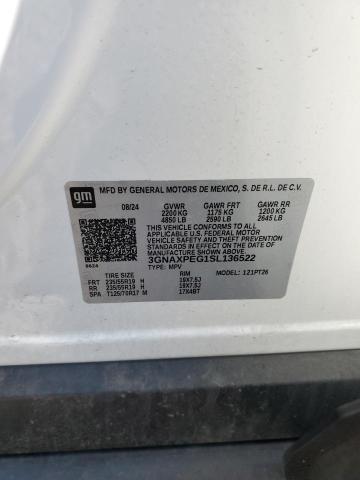 gm
MFD BY GENERAL MOTORS DE MEXICO, S. DE R.L. DE C.V.
08/24 GVWR GAWR FRT GAWR RR
2200 KG 1175 KG 1200 KG
4850 LB 2590 LB 2645 LB
THIS VEHICLE CONFORMS TO ALL APPLICABLE
U.S. FEDERAL MOTOR VEHICLE SAFETY, BUMPER,
AND THEFT PREVENTION STANDARDS IN EFFECT
ON THE DATE OF MANUFACTURE
SHOWN ABOVE.
3GNAXPEG1SL136522
TYPE: MPV MODEL: 121PT26
TIRE SIZE RIM
FRT 235/55R19 H 19X7.5J
RR 235/55R19 H 19X7.5J
SPA T125/70R17 M 17X4BT